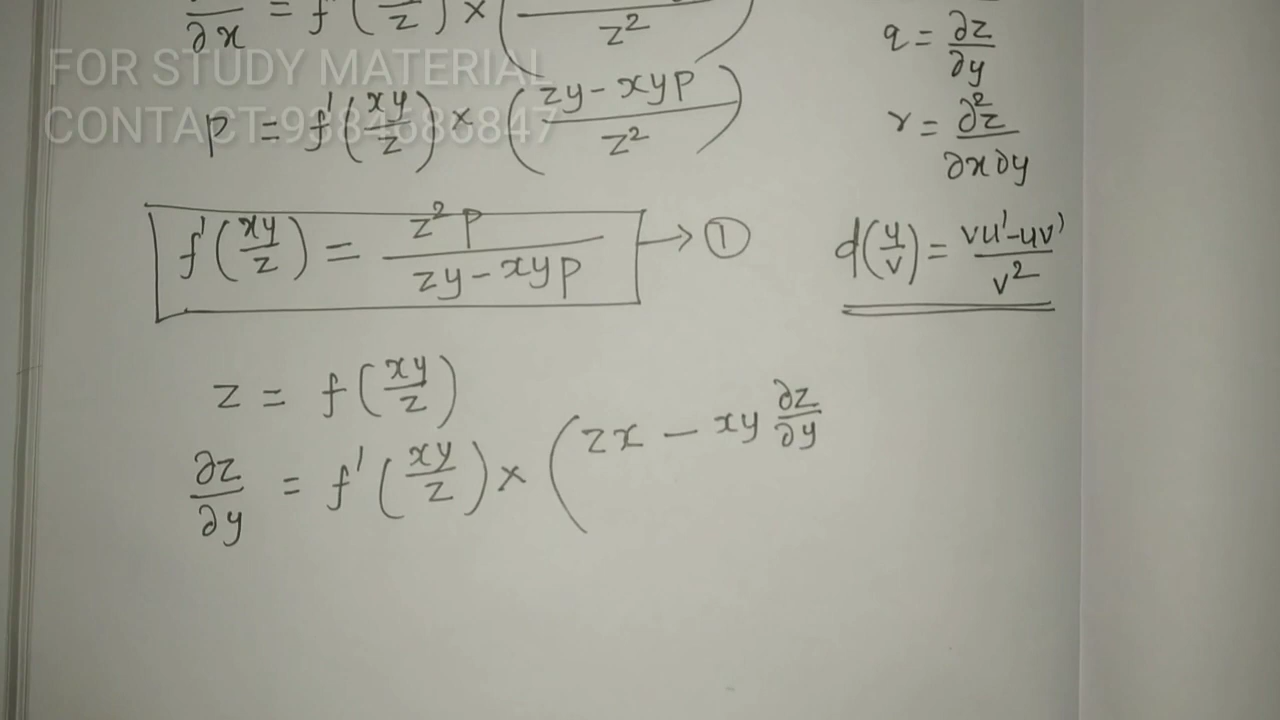 ∂x = f'( /z) × ( /z²)
FOR STUDY MATERIAL
CONTACT:9384686847
p = f'(xy/z) × (zy - xyp / z²)
f'(xy/z) = z²p / zy - xyp → ①
z = f(xy/z)
∂z/∂y = f'(xy/z) × (zx - xy ∂z/∂y
q = ∂z/∂y
r = ∂²z/∂x∂y
d(u/v) = vu' - uv' / v²